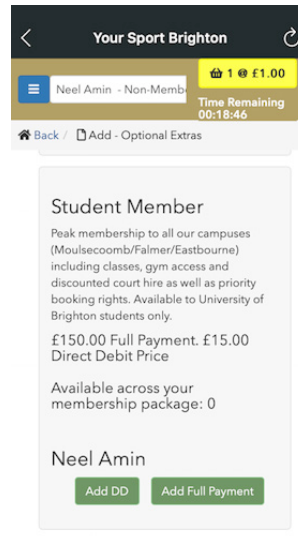 Your Sport Brighton
1 @ £1.00
Neel Amin - Non-Memb
Time Remaining
00:18:46
Back / Add - Optional Extras
Student Member
Peak membership to all our campuses
(Moulsecoomb/Falmer/Eastbourne)
including classes, gym access and
discounted court hire as well as priority
booking rights. Available to University of
Brighton students only.
£150.00 Full Payment. £15.00
Direct Debit Price
Available across your
membership package: 0
Neel Amin
Add DD Add Full Payment